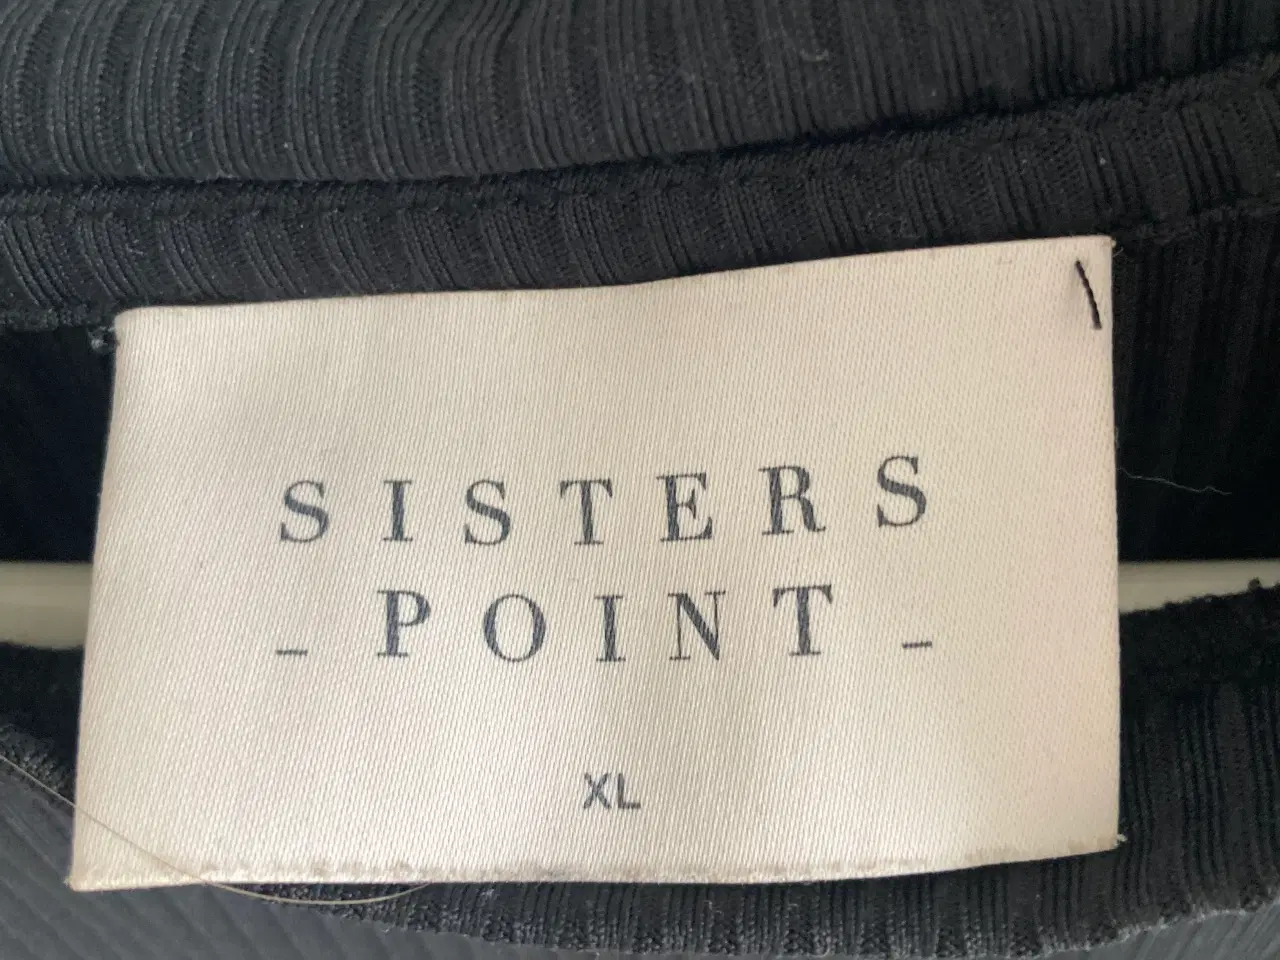 SISTERS
_ POINT _
XL